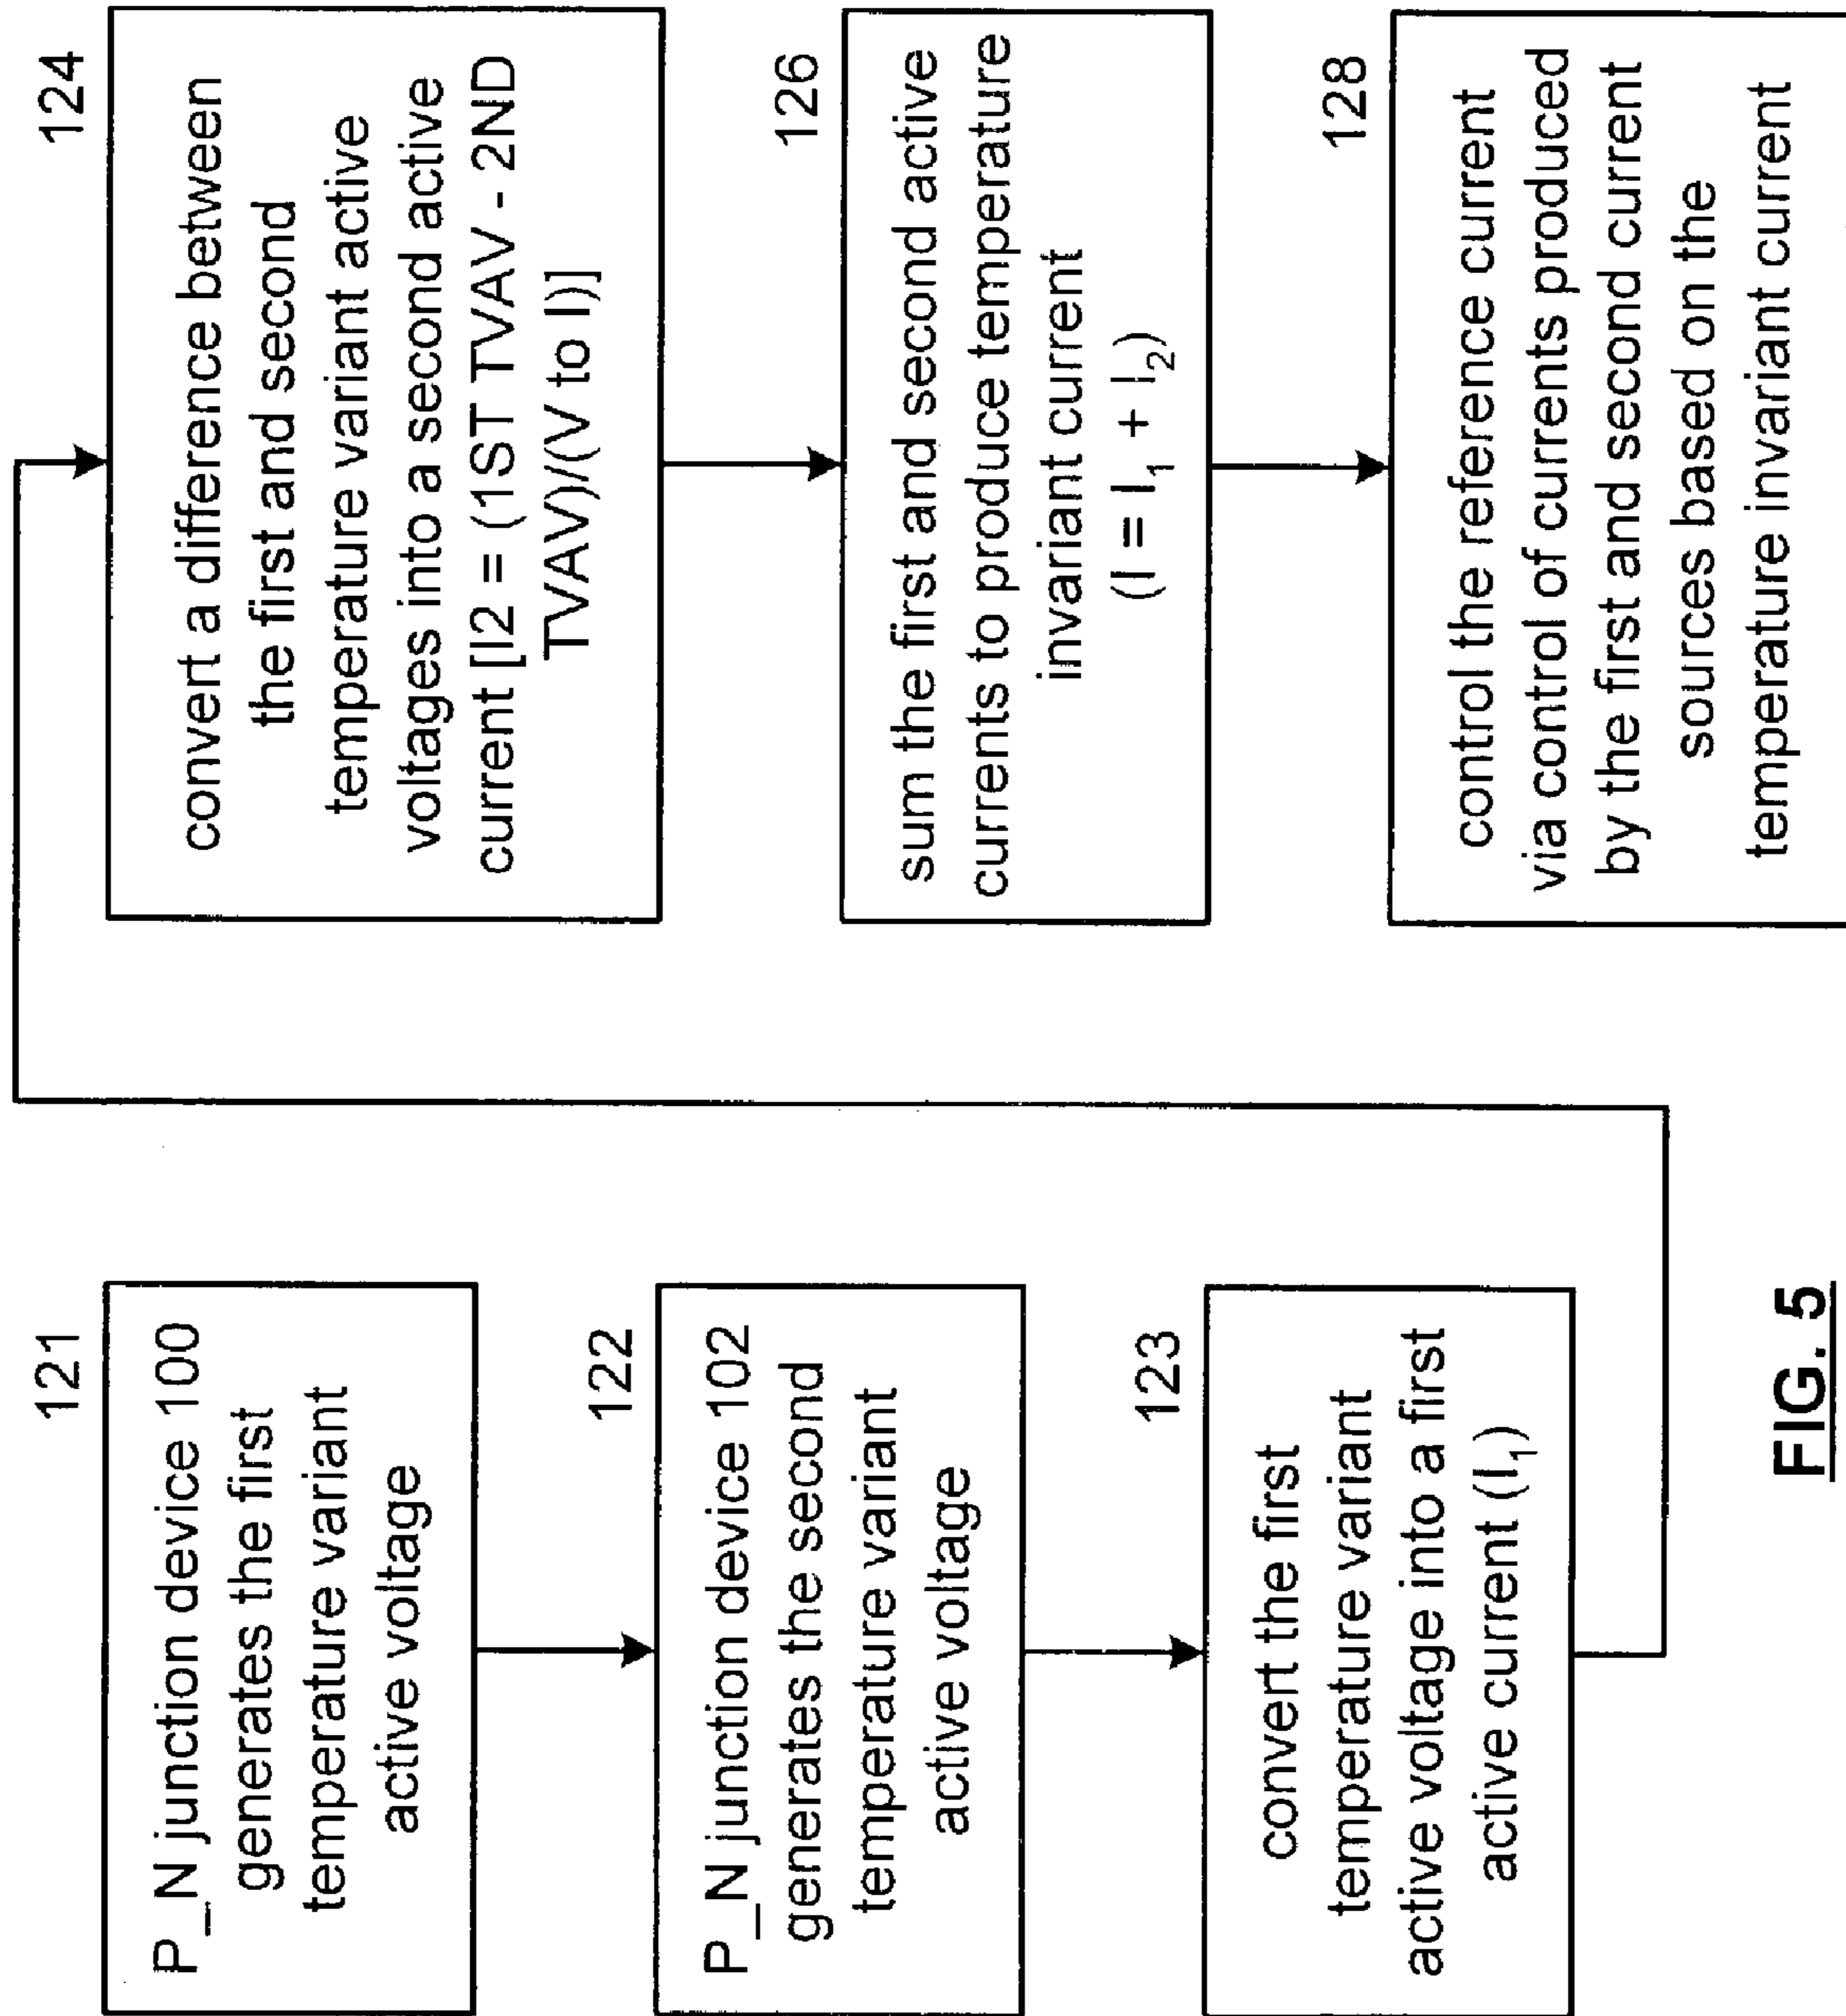 121
P_N junction device 100
generates the first
temperature variant
active voltage
122
P_N junction device 102
generates the second
temperature variant
active voltage
123
convert the first
temperature variant
active voltage into a first
active current (I₁)
124
convert a difference between
the first and second
temperature variant active
voltages into a second active
current [I2 = (1ST TVAV - 2ND
TVAV)/(V to I)]
126
sum the first and second active
currents to produce temperature
invariant current
(I = I₁ + I₂)
128
control the reference current
via control of currents produced
by the first and second current
sources based on the
temperature invariant current
FIG. 5